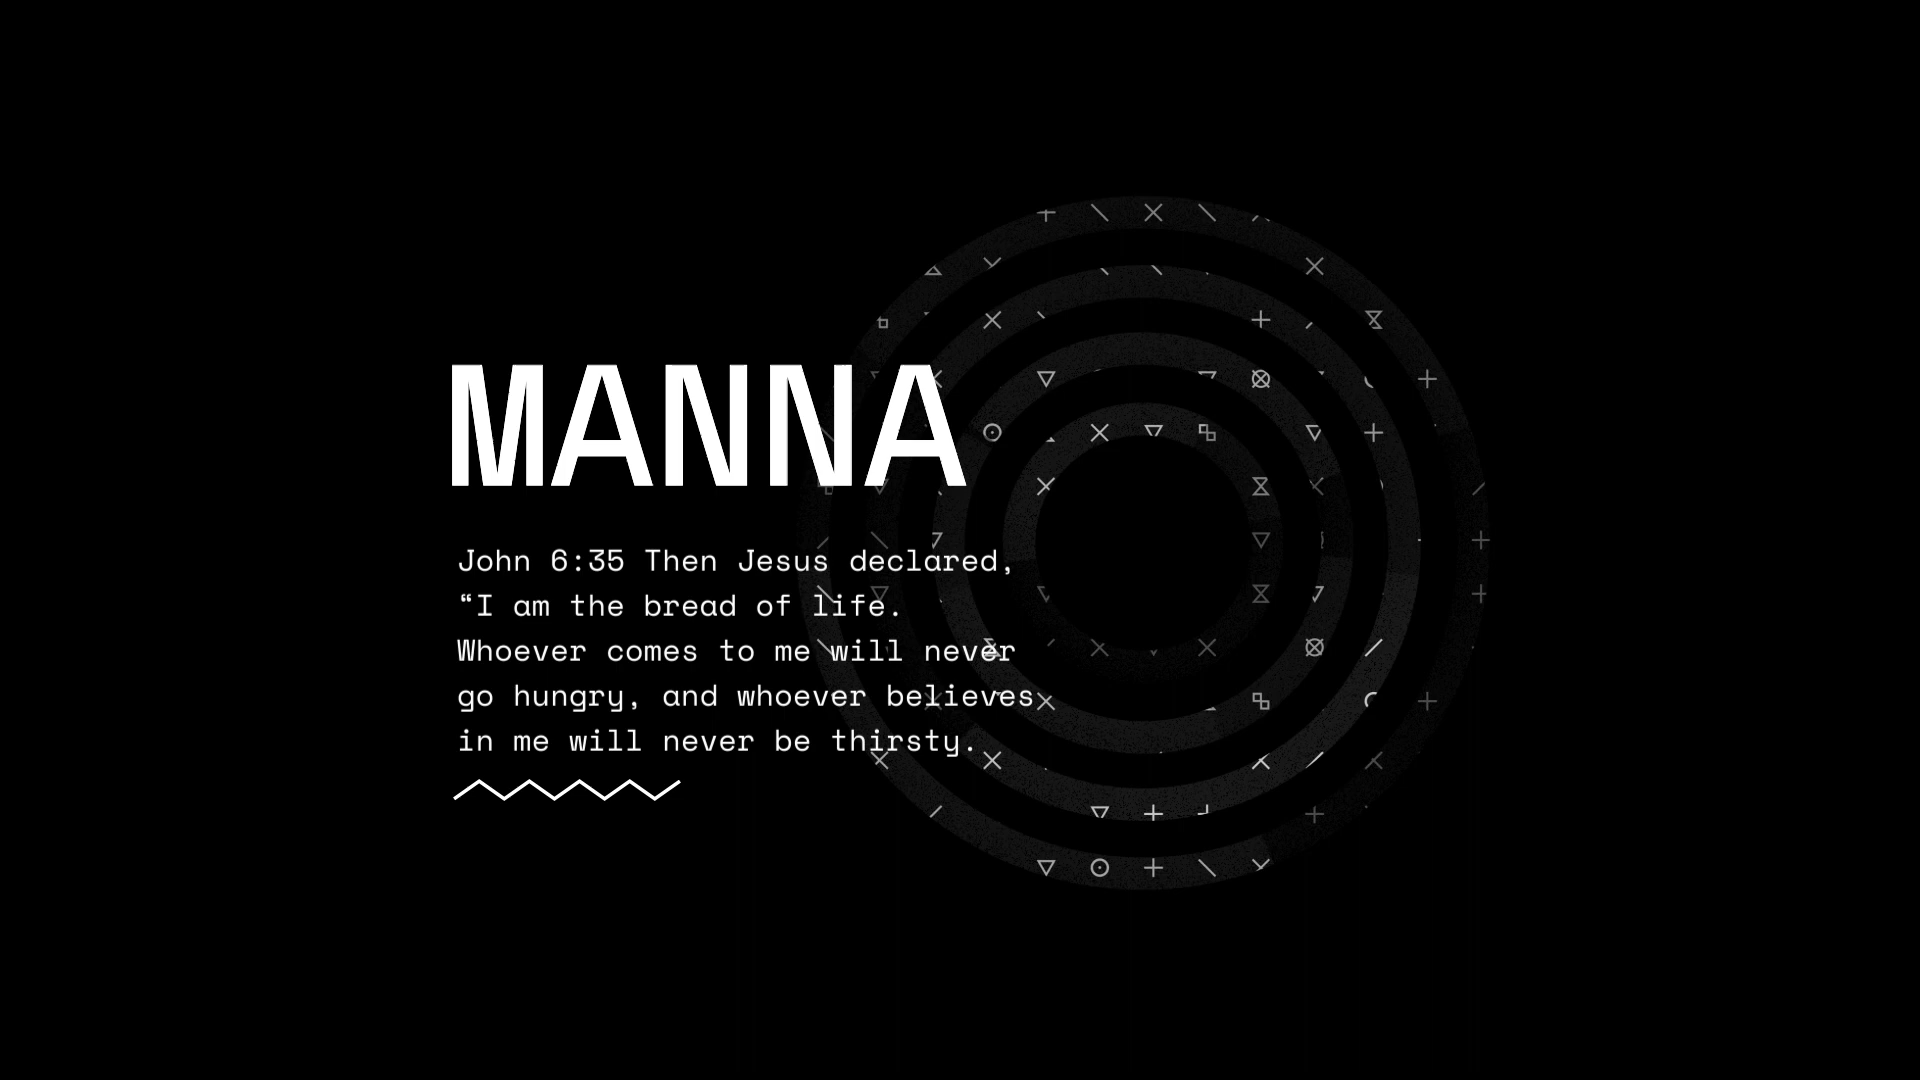 MANNA
John 6:35 Then Jesus declared,
“I am the bread of life.
Whoever comes to me will never
go hungry, and whoever believes
in me will never be thirsty.